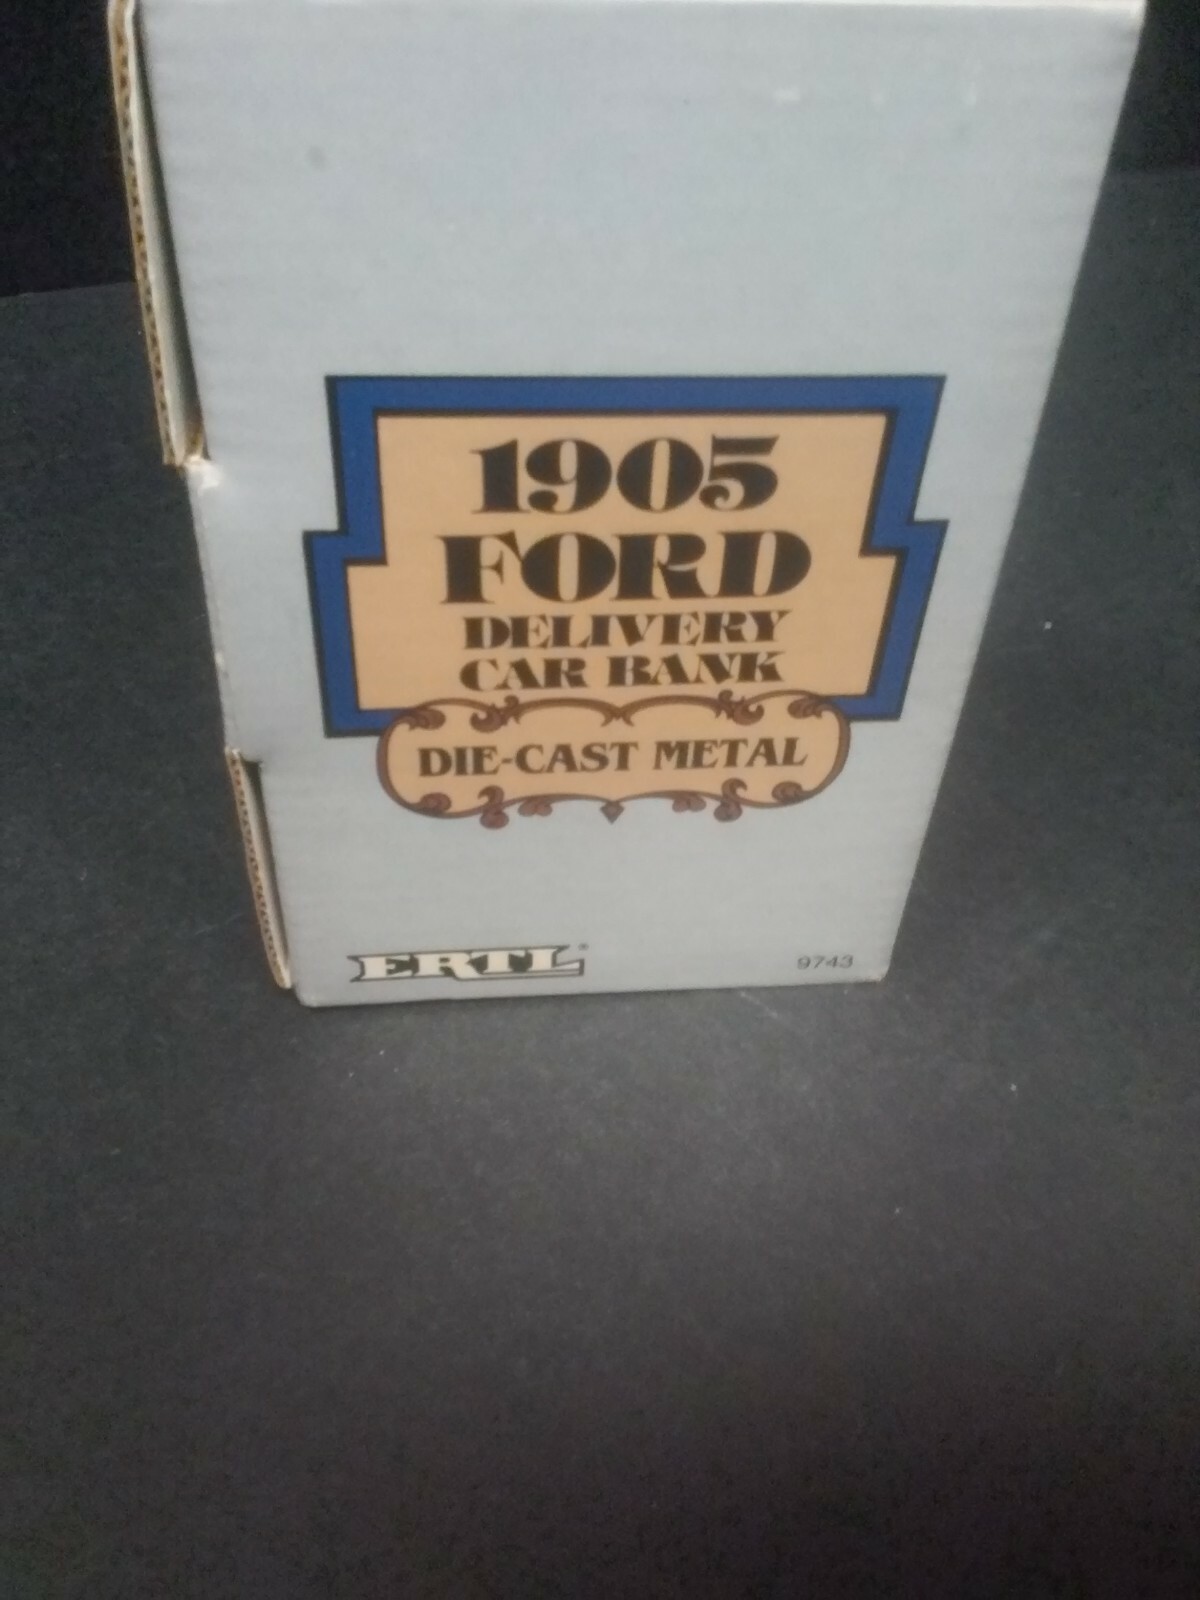 1905
FORD
DELIVERY
CAR BANK
DIE-CAST METAL
ERTL®
9743